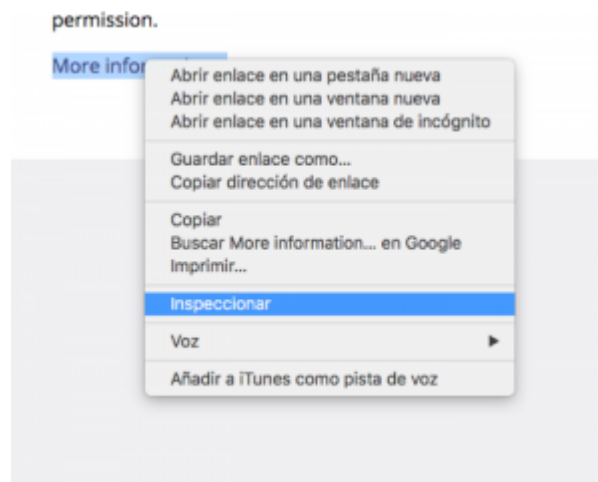 permission.
More infor
Abrir enlace en una pestaña nueva
Abrir enlace en una ventana nueva
Abrir enlace en una ventana de incógnito
Guardar enlace como...
Copiar dirección de enlace
Copiar
Buscar More information... en Google
Imprimir...
Inspeccionar
Voz
Añadir a iTunes como pista de voz